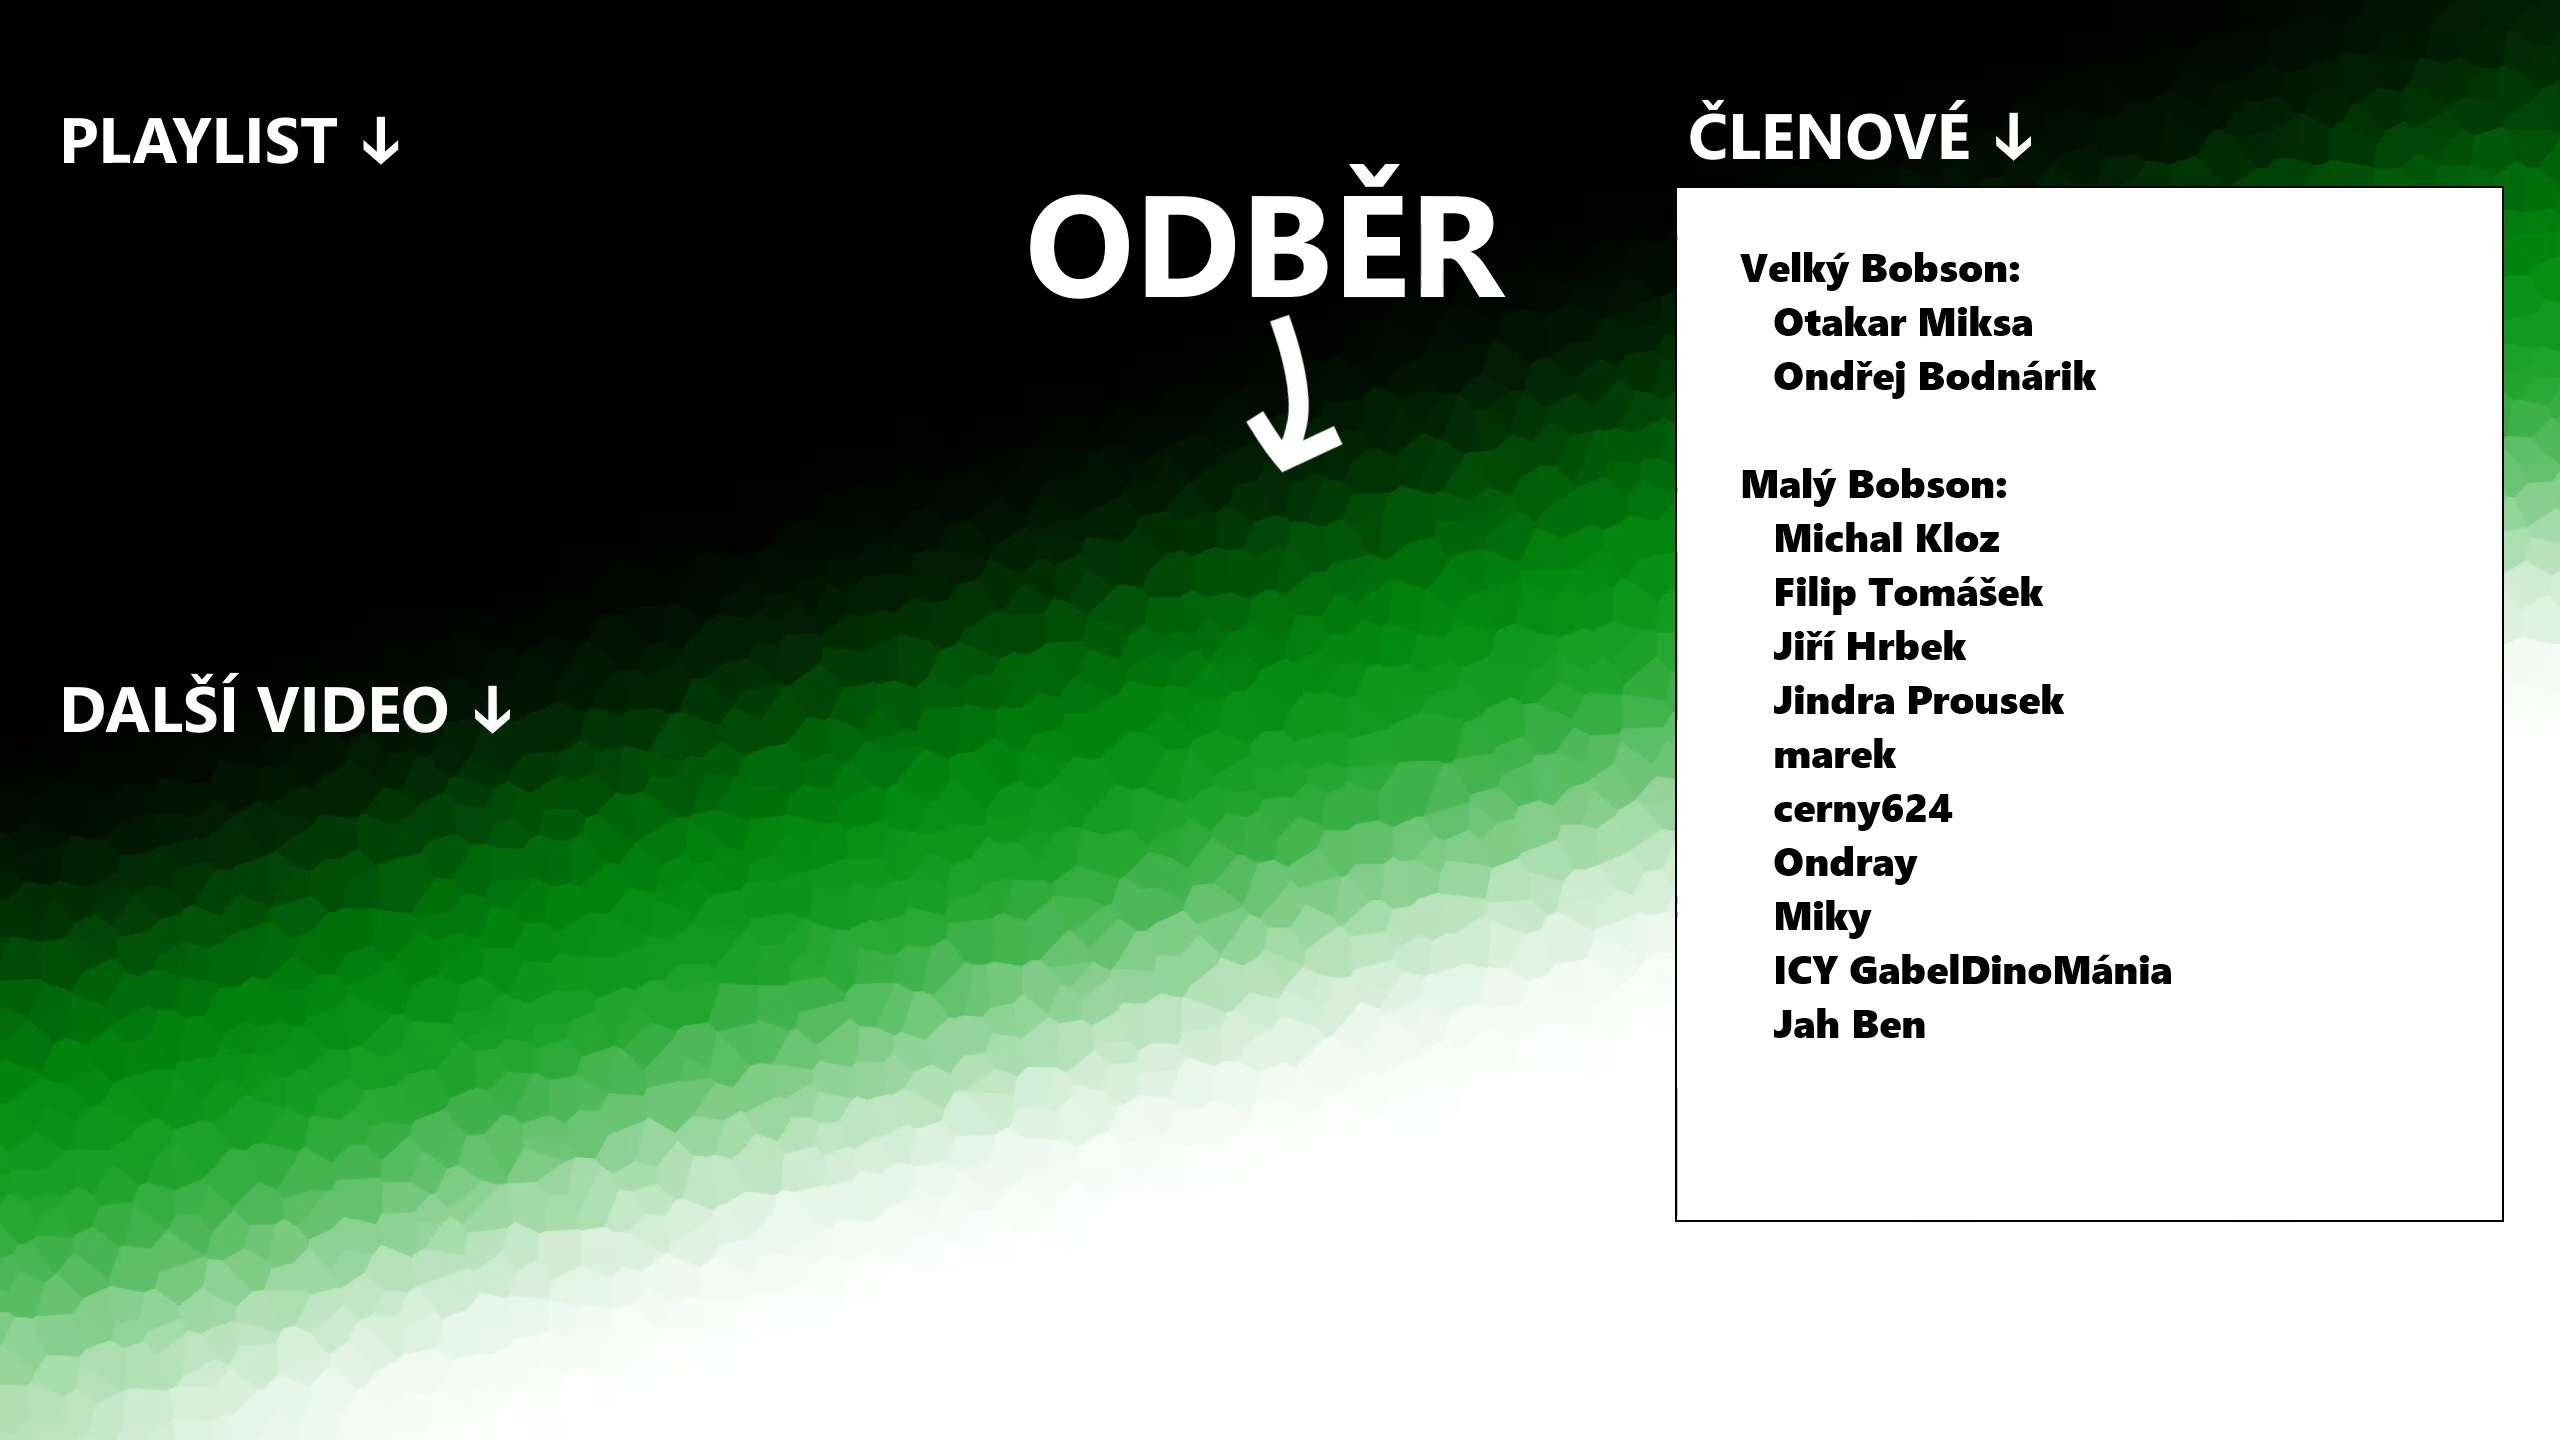 PLAYLIST ↓
DALŠÍ VIDEO ↓
ODBĚR
ČLENOVÉ ↓
Velký Bobson:
Otakar Miksa
Ondřej Bodnárik
Malý Bobson:
Michal Kloz
Filip Tomášek
Jiří Hrbek
Jindra Prousek
marek
cerny624
Ondray
Miky
ICY GabelDinoMánia
Jah Ben